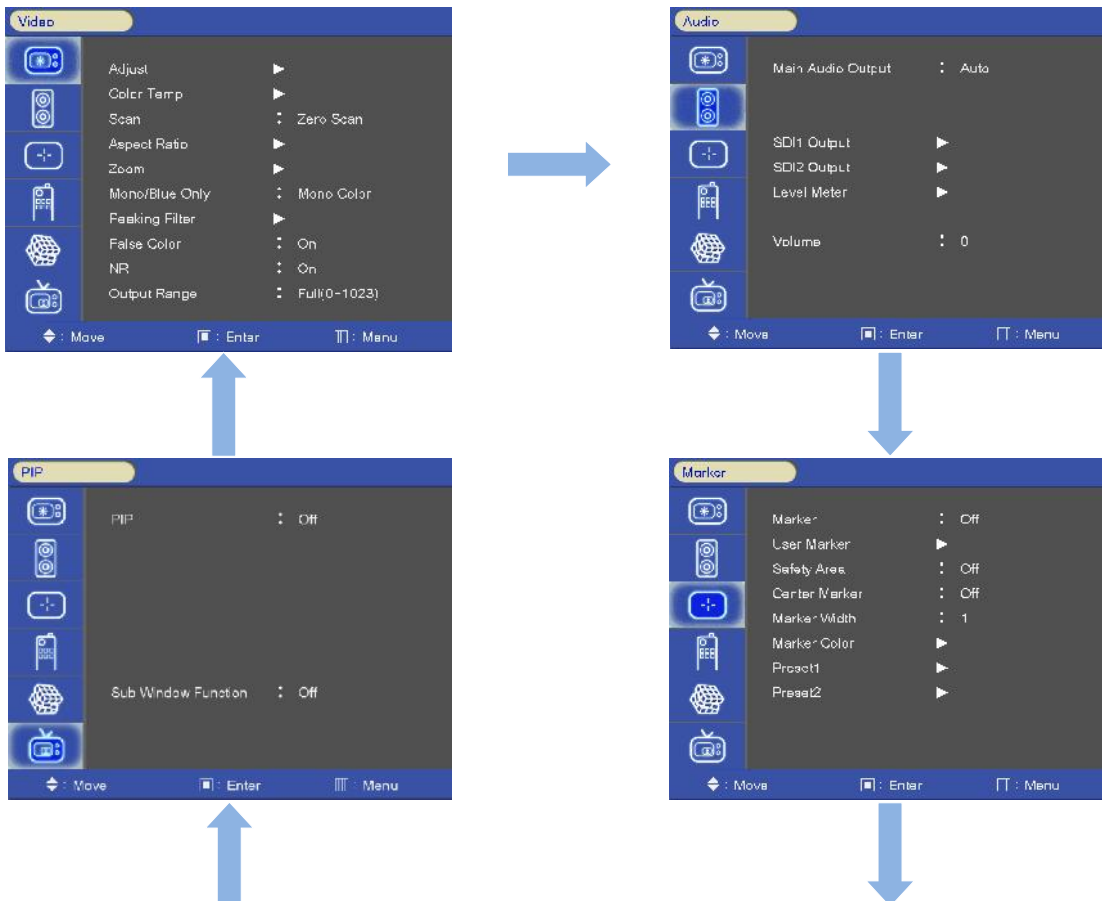 Video
Adjust
Color Temp
Scan : Zero Scan
Aspect Ratio
Zoom
Mono/Blue Only : Mono Color
Peaking Filter
False Color : On
NR : On
Output Range : Full(0~1023)
: Move : Enter : Menu
Audio
Main Audio Output : Auto
SDI1 Output
SDI2 Output
Level Meter
Volume : 0
: Move : Enter : Menu
PIP
PIP : Off
Sub Window Function : Off
: Move : Enter : Menu
Marker
Marker : Off
User Marker
Safety Area : Off
Center Marker : Off
Marker Width : 1
Marker Color
Preset1
Preset2
: Move : Enter : Menu